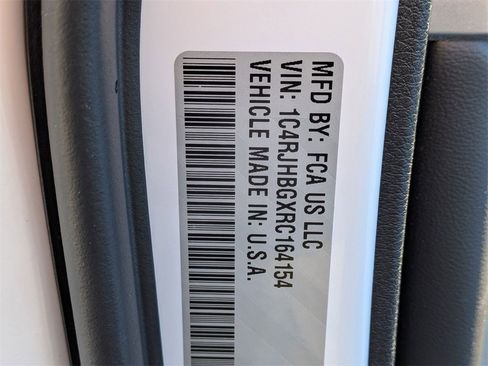 MFD BY: FCA US LLC
VIN: 1C4RJHBGXRC164154
VEHICLE MADE IN: U.S.A.